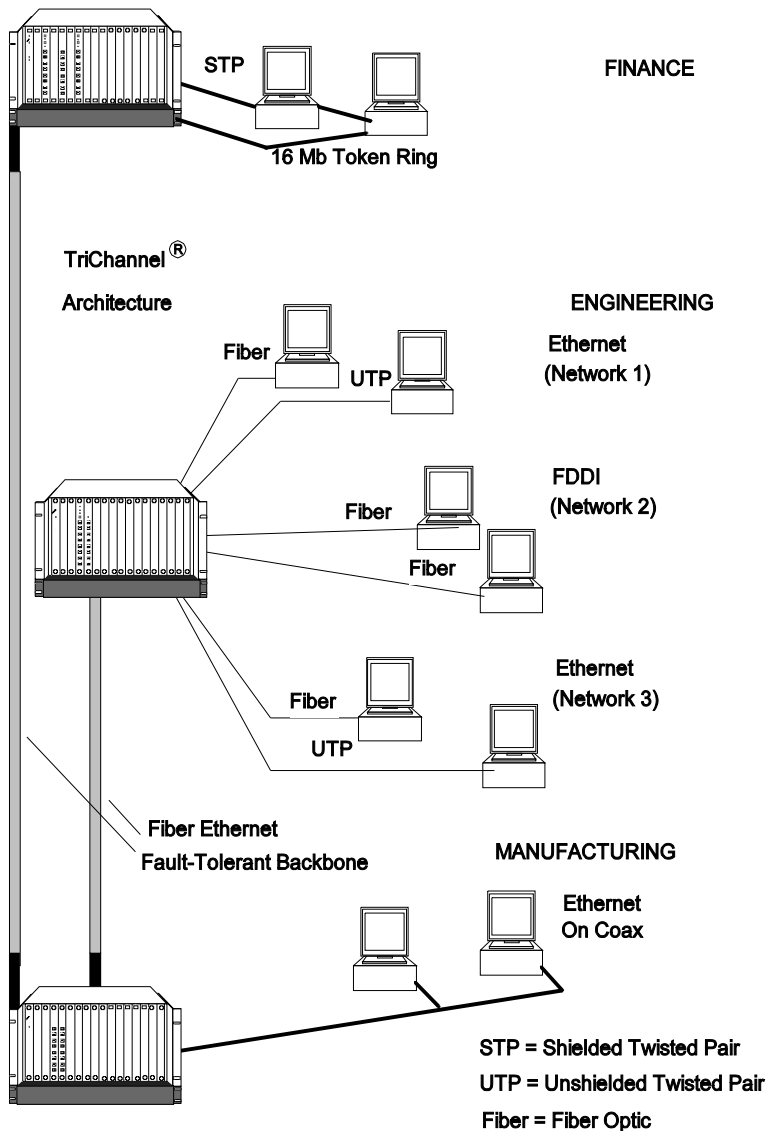 STP
FINANCE
16 Mb Token Ring
TriChannel ®
Architecture
ENGINEERING
Fiber
UTP
Ethernet
(Network 1)
Fiber
Fiber
FDDI
(Network 2)
Fiber
UTP
Ethernet
(Network 3)
Fiber Ethernet
Fault-Tolerant Backbone
MANUFACTURING
Ethernet
On Coax
STP = Shielded Twisted Pair
UTP = Unshielded Twisted Pair
Fiber = Fiber Optic